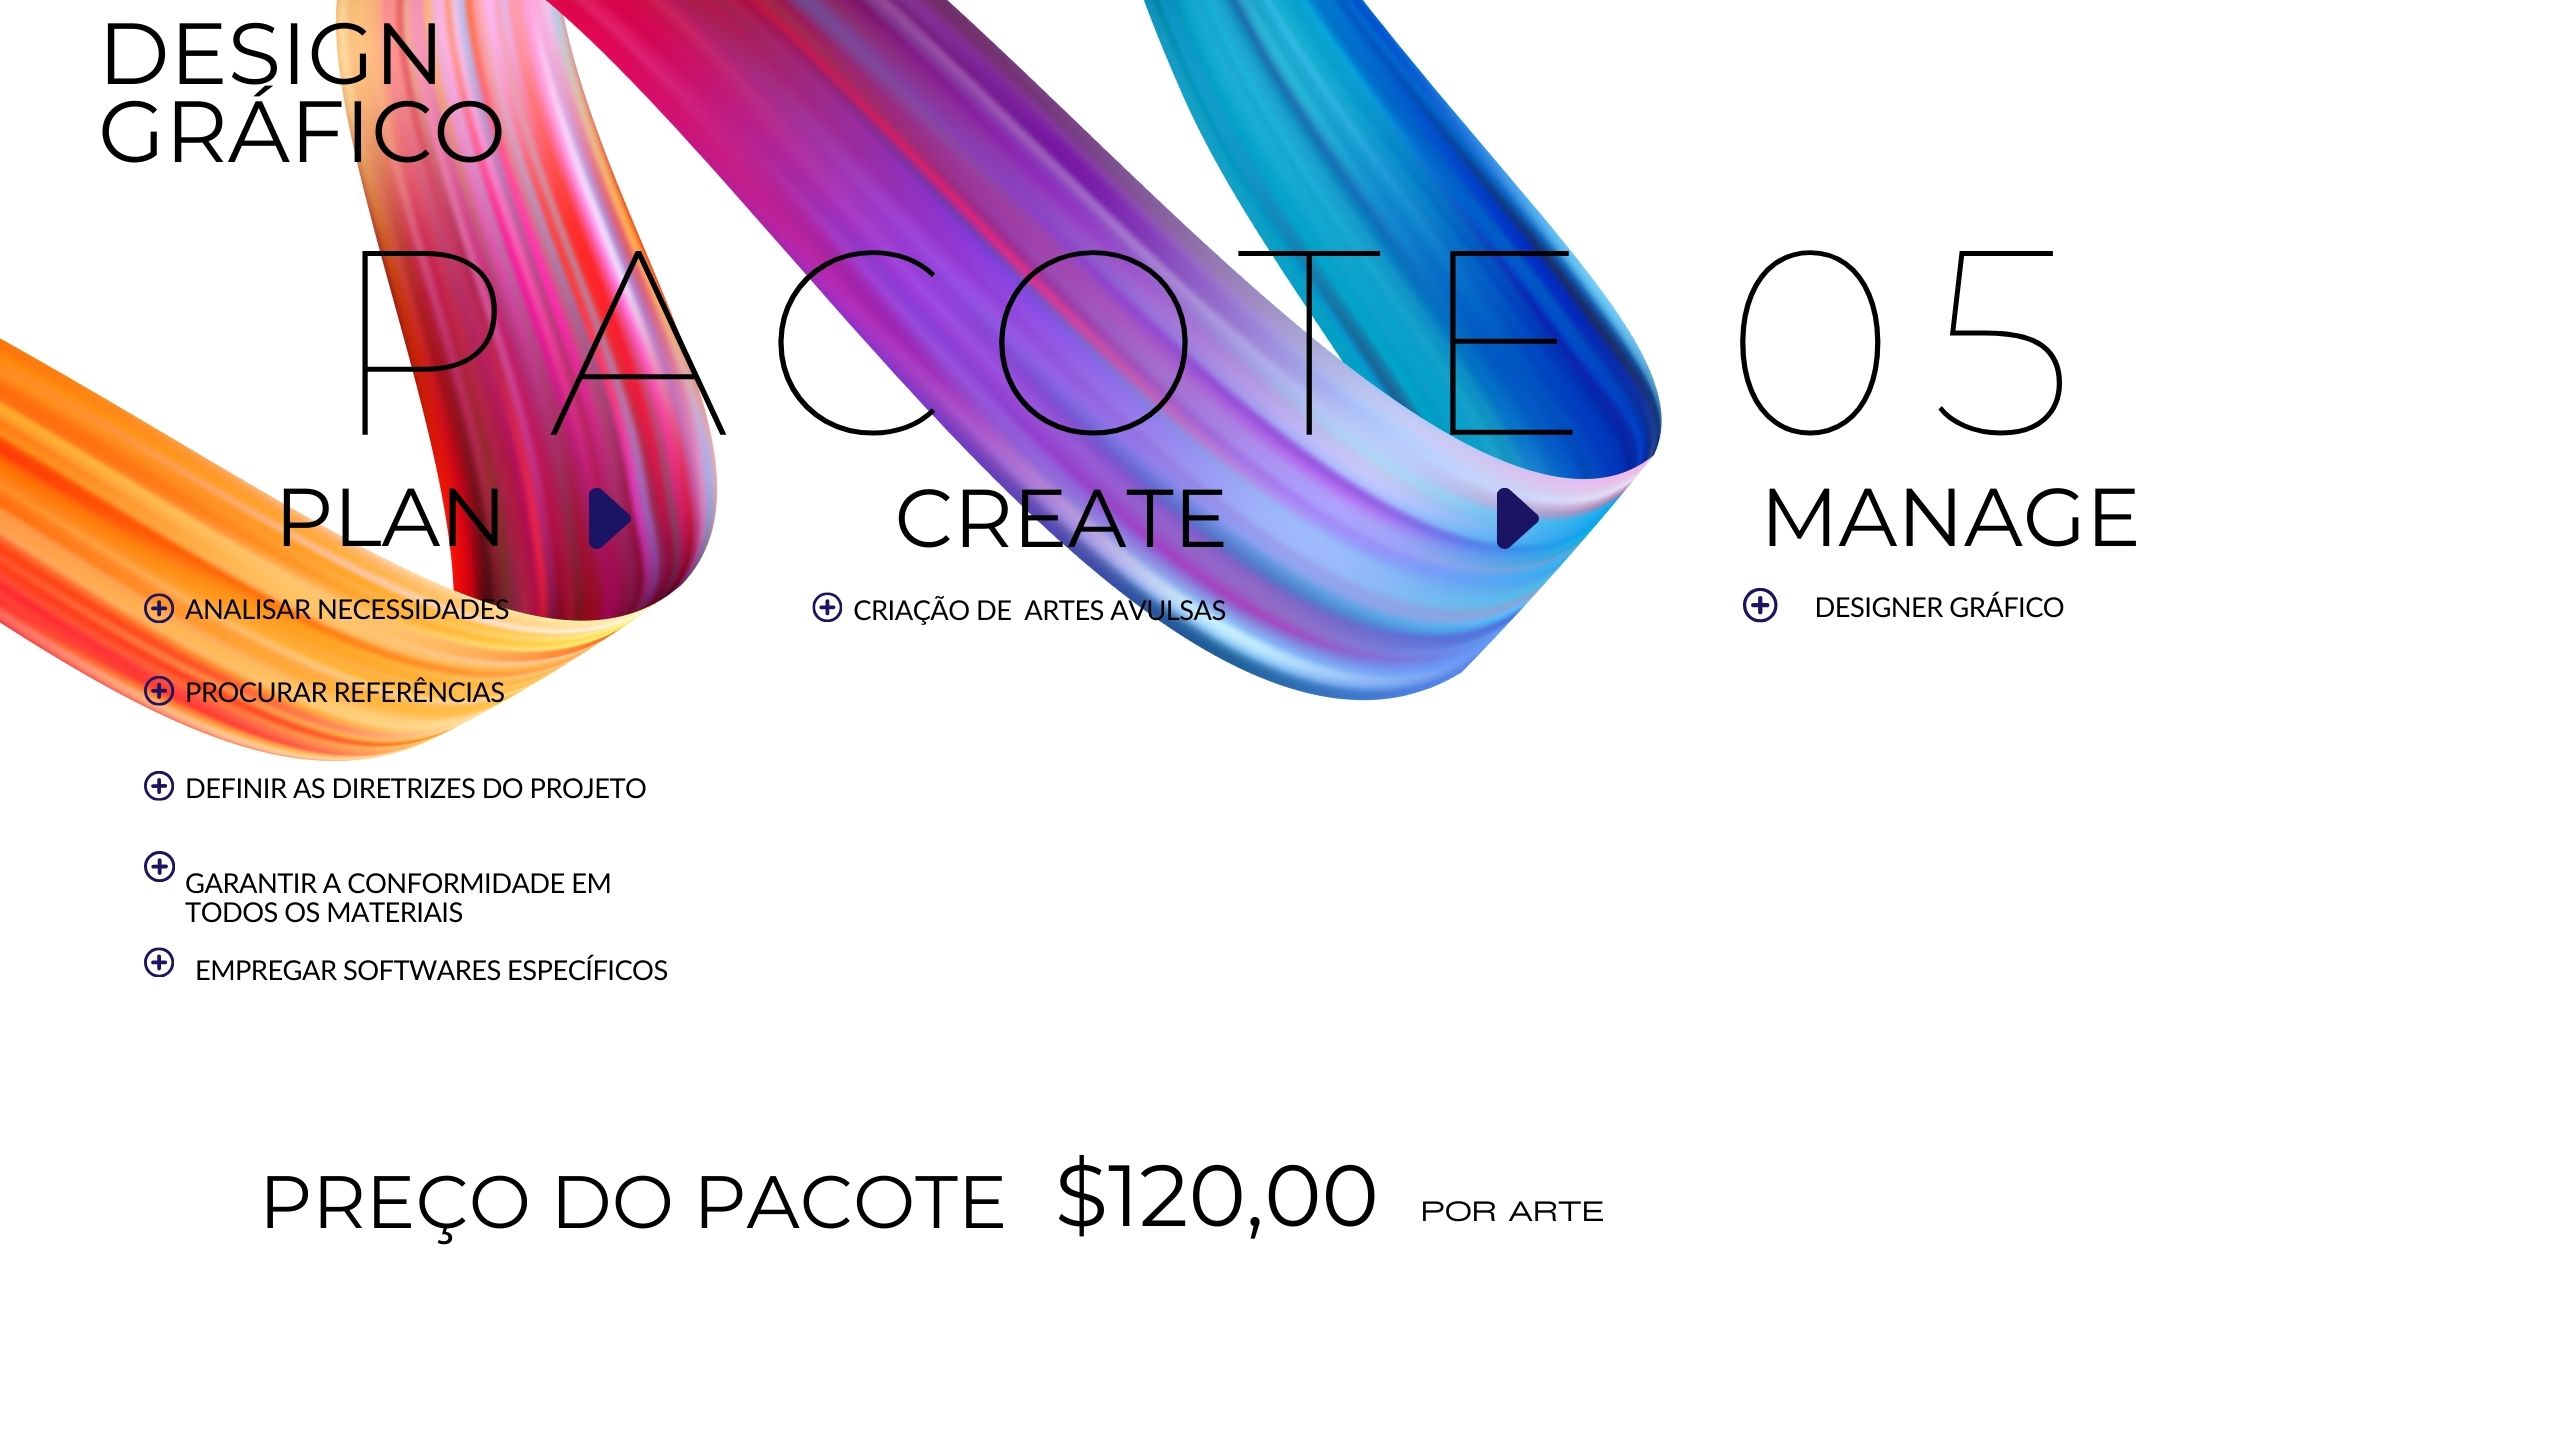 DESIGN
GRÁFICO
PACOTE 05
PLAN
ANALISAR NECESSIDADES
PROCURAR REFERÊNCIAS
DEFINIR AS DIRETRIZES DO PROJETO
GARANTIR A CONFORMIDADE EM
TODOS OS MATERIAIS
EMPREGAR SOFTWARES ESPECÍFICOS
CREATE
CRIAÇÃO DE ARTES AVULSAS
MANAGE
DESIGNER GRÁFICO
PREÇO DO PACOTE $120,00 POR ARTE